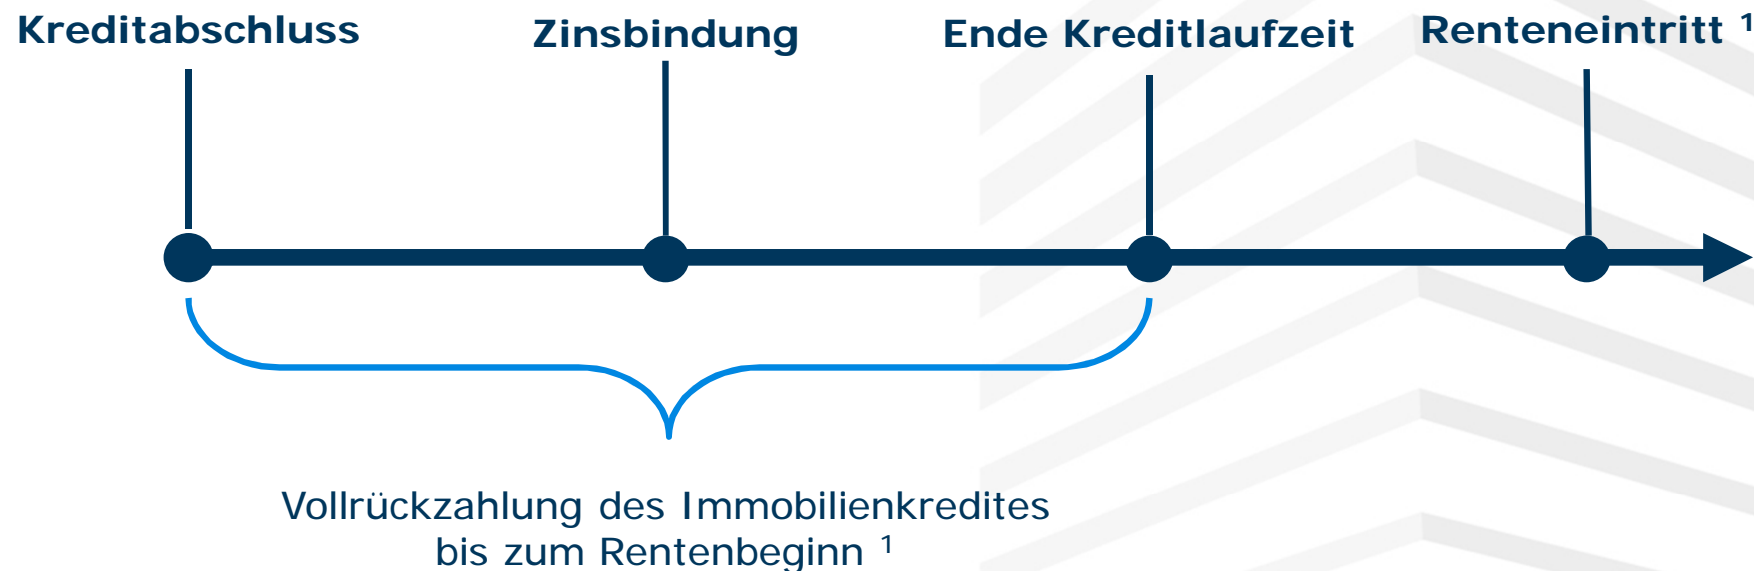 Kreditabschluss
Zinsbindung
Ende Kreditlaufzeit
Renteneintritt ¹
Vollrückzahlung des Immobilienkredites
bis zum Rentenbeginn ¹